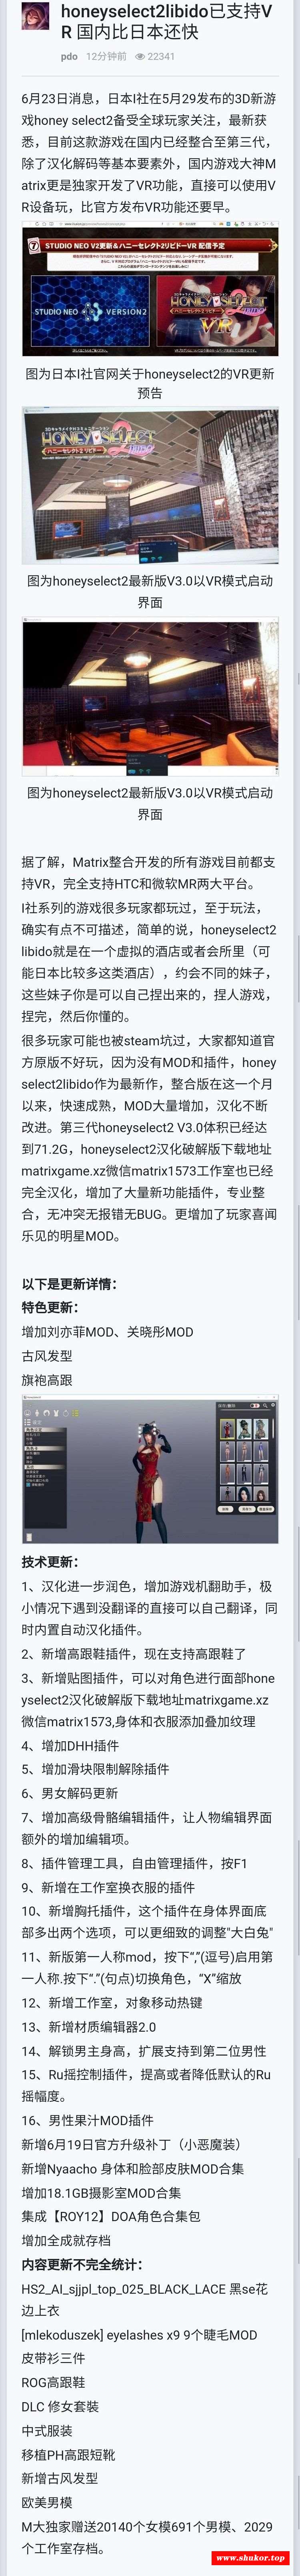 honeyselect2libido已支持V
R 国内比日本还快
pdo 12分钟前 22341
6月23日消息，日本I社在5月29发布的3D新游
戏honey select2备受全球玩家关注，最新获
悉，目前这款游戏在国内已经整合至第三代，
除了汉化解码等基本要素外，国内游戏大神M
atrix更是独家开发了VR功能，直接可以使用V
R设备玩，比官方发布VR功能还要早。
⑦ STUDIO NEO V2更新&ハニーセレクト2リビドーVR 配信予定
STUDIO NEO VERSION2
HONEY SELECT
VR
图为日本I社官网关于honeyselect2的VR更新
预告
HONEY SELECT
ハニーセレクト2リビドー
图为honeyselect2最新版V3.0以VR模式启动
界面
图为honeyselect2最新版V3.0以VR模式启动
界面
据了解，Matrix整合开发的所有游戏目前都支
持VR，完全支持HTC和微软MR两大平台。
I社系列的游戏很多玩家都玩过，至于玩法，
确实有点不可描述，简单的说，honeyselect2
libido就是在一个虚拟的酒店或者会所里（可
能日本比较多这类酒店），约会不同的妹子，
这些妹子你是可以自己捏出来的，捏人游戏，
捏完，然后你懂的。
很多玩家可能也被steam坑过，大家都知道官
方原版不好玩，因为没有MOD和插件，honey
select2libido作为最新作，整合版在这一个月
以来，快速成熟，MOD大量增加，汉化不断
改进。第三代honeyselect2 V3.0体积已经达
到71.2G，honeyselect2汉化破解版下载地址
matrixgame.xz微信matrix1573工作室也已经
完全汉化，增加了大量新功能插件，专业整
合，无冲突无报错无BUG。更增加了玩家喜闻
乐见的明星MOD。
以下是更新详情：
特色更新：
增加刘亦菲MOD、关晓彤MOD
古风发型
旗袍高跟
技术更新：
1、汉化进一步润色，增加游戏机翻助手，极
小情况下遇到没翻译的直接可以自己翻译，同
时内置自动汉化插件。
2、新增高跟鞋插件，现在支持高跟鞋了
3、新增贴图插件，可以对角色进行面部hone
yselect2汉化破解版下载地址matrixgame.xz
微信matrix1573,身体和衣服添加叠加纹理
4、增加DHH插件
5、增加滑块限制解除插件
6、男女解码更新
7、增加高级骨骼编辑插件，让人物编辑界面
额外的增加编辑项。
8、插件管理工具，自由管理插件，按F1
9、新增在工作室换衣服的插件
10、新增胸托插件，这个插件在身体界面底
部多出两个选项，可以更细致的调整"大白兔"
11、新版第一人称mod，按下“,”(逗号)启用第
一人称.按下“.”(句点)切换角色，“X”缩放
12、新增工作室，对象移动热键
13、新增材质编辑器2.0
14、解锁男主身高，扩展支持到第二位男性
15、Ru摇控制插件，提高或者降低默认的Ru
摇幅度。
16、男性果汁MOD插件
新增6月19日官方升级补丁（小恶魔装）
新增Nyaacho 身体和脸部皮肤MOD合集
增加18.1GB摄影室MOD合集
集成【ROY12】DOA角色合集包
增加全成就存档
内容更新不完全统计：
HS2_AI_sjjpl_top_025_BLACK_LACE 黑se花
边上衣
[mlekoduszek] eyelashes x9 9个睫毛MOD
皮带衫三件
ROG高跟鞋
DLC 修女套裝
中式服装
移植PH高跟短靴
新增古风发型
欧美男模
M大独家赠送20140个女模691个男模、2029
个工作室存档。
www.shukor.top